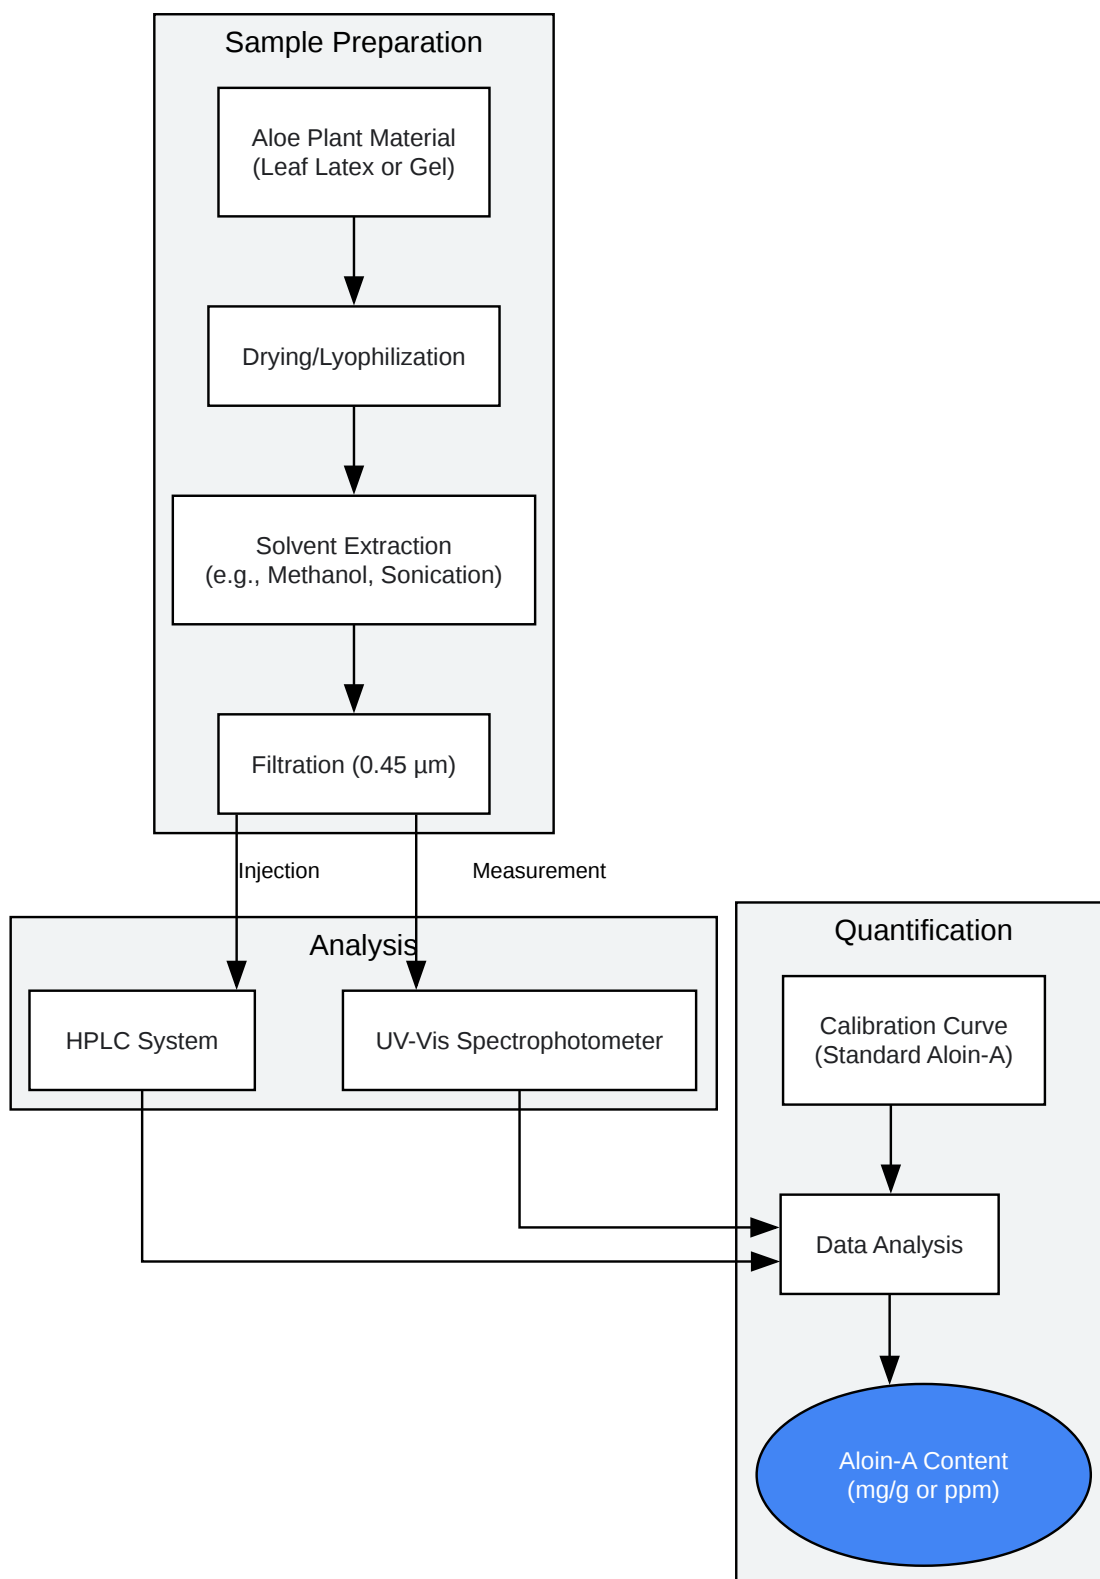 Sample Preparation
Aloe Plant Material
(Leaf Latex or Gel)
Drying/Lyophilization
Solvent Extraction
(e.g., Methanol, Sonication)
Filtration (0.45 µm)
Injection
Measurement
Analysis
HPLC System
UV-Vis Spectrophotometer
Quantification
Calibration Curve
(Standard Aloin-A)
Data Analysis
Aloin-A Content
(mg/g or ppm)